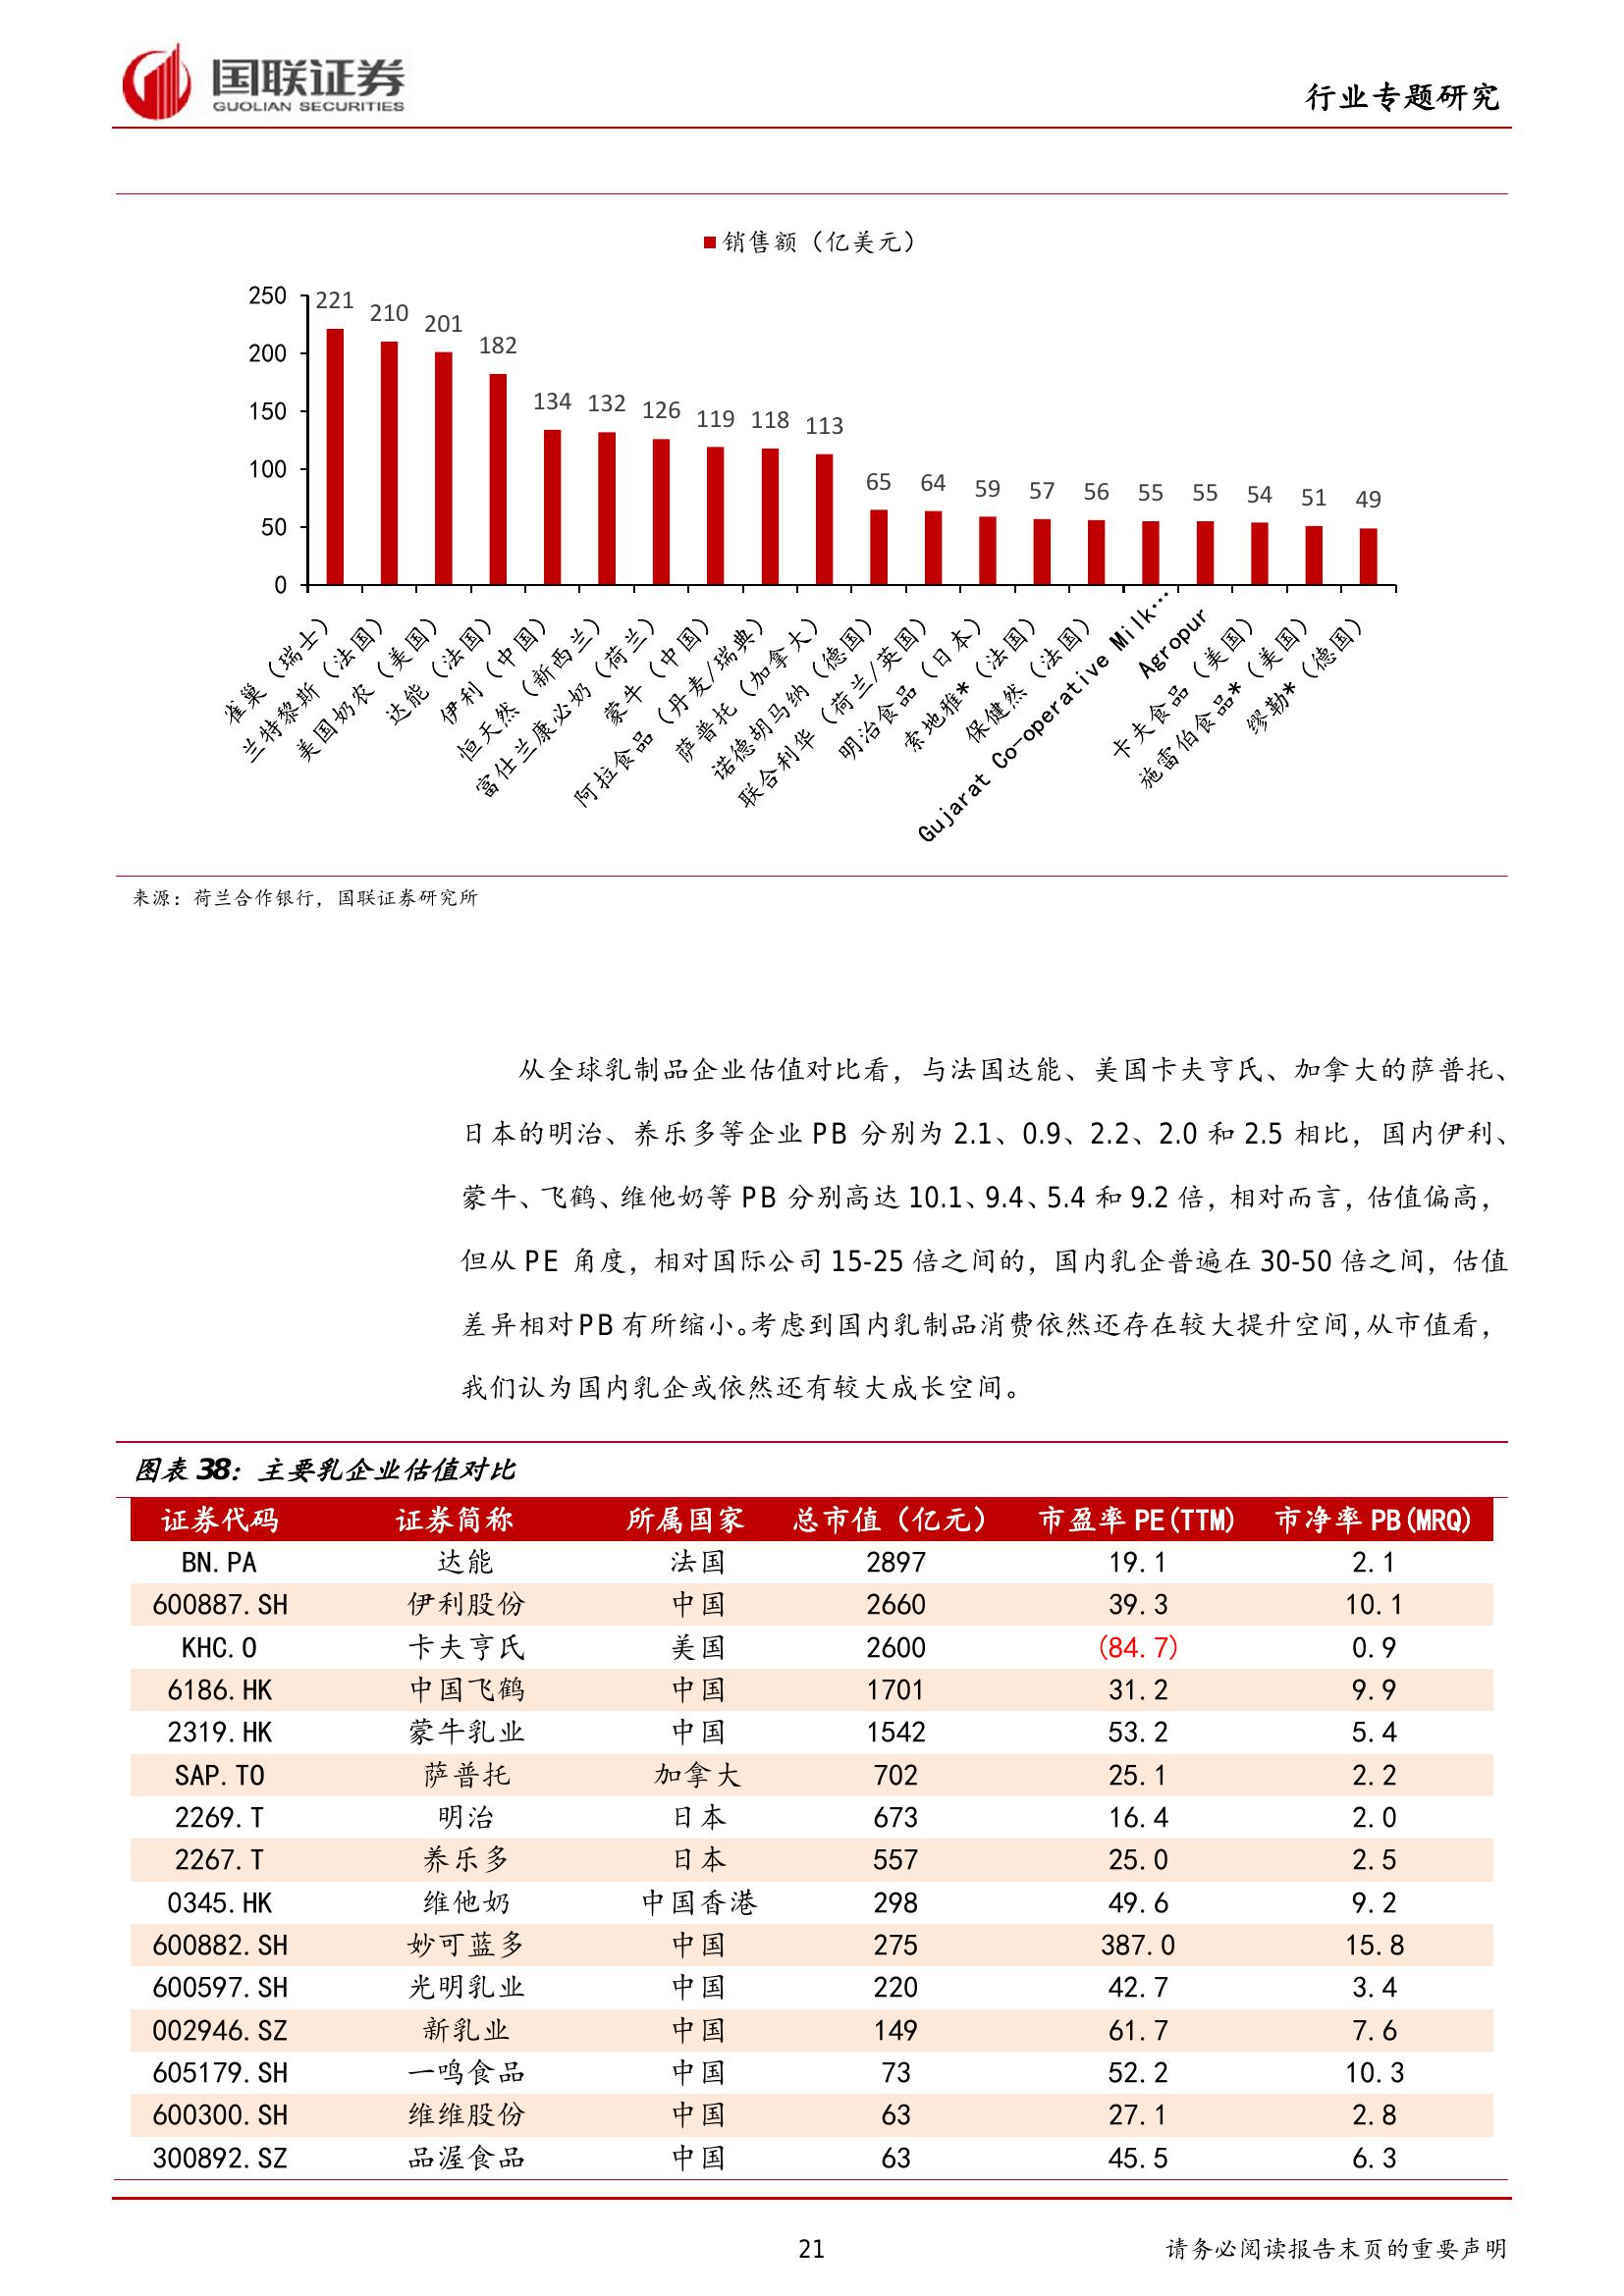 国联证券
GUOLIAN SECURITIES
行业专题研究
销售额（亿美元）
250
200
150
100
50
0
221
210
201
182
134
132
126
119
118
113
65
64
59
57
56
55
55
54
51
49
雀巢（瑞士）
兰特黎斯（法国）
美国奶农（美国）
达能（法国）
伊利（中国）
恒天然（新西兰）
富仕兰康必奶（荷兰）
蒙牛（中国）
阿拉食品（丹麦/瑞典）
萨普托（加拿大）
诺德胡马纳（德国）
联合利华（荷兰/英国）
明治食品（日本）
索地雅*（法国）
保健然（法国）
Gujarat Co-operative Milk…
Agropur
卡夫食品（美国）
施雷伯食品*（美国）
缪勒*（德国）
来源：荷兰合作银行，国联证券研究所
从全球乳制品企业估值对比看，与法国达能、美国卡夫亨氏、加拿大的萨普托、
日本的明治、养乐多等企业 PB 分别为 2.1、0.9、2.2、2.0 和 2.5 相比，国内伊利、
蒙牛、飞鹤、维他奶等 PB 分别高达 10.1、9.4、5.4 和 9.2 倍，相对而言，估值偏高，
但从 PE 角度，相对国际公司 15-25 倍之间的，国内乳企普遍在 30-50 倍之间，估值
差异相对 PB 有所缩小。考虑到国内乳制品消费依然还存在较大提升空间，从市值看，
我们认为国内乳企或依然还有较大成长空间。
图表 38：主要乳企业估值对比
证券代码 证券简称 所属国家 总市值（亿元） 市盈率 PE(TTM) 市净率 PB(MRQ)
BN.PA 达能 法国 2897 19.1 2.1
600887.SH 伊利股份 中国 2660 39.3 10.1
KHC.O 卡夫亨氏 美国 2600 (84.7) 0.9
6186.HK 中国飞鹤 中国 1701 31.2 9.9
2319.HK 蒙牛乳业 中国 1542 53.2 5.4
SAP.TO 萨普托 加拿大 702 25.1 2.2
2269.T 明治 日本 673 16.4 2.0
2267.T 养乐多 日本 557 25.0 2.5
0345.HK 维他奶 中国香港 298 49.6 9.2
600882.SH 妙可蓝多 中国 275 387.0 15.8
600597.SH 光明乳业 中国 220 42.7 3.4
002946.SZ 新乳业 中国 149 61.7 7.6
605179.SH 一鸣食品 中国 73 52.2 10.3
600300.SH 维维股份 中国 63 27.1 2.8
300892.SZ 品渥食品 中国 63 45.5 6.3
21
请务必阅读报告末页的重要声明